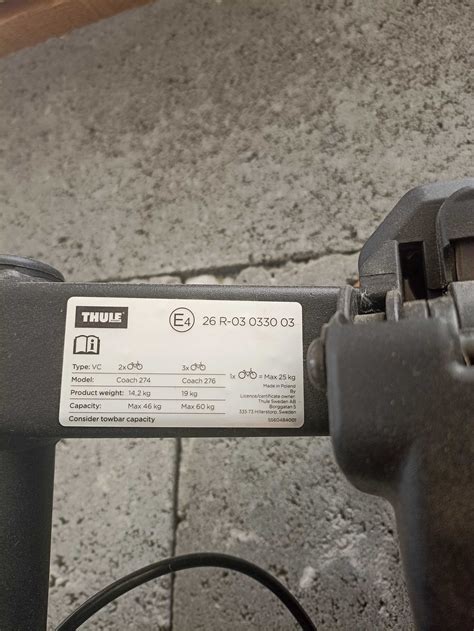 THULE
E4 26 R-03 0330 03
Type: VC 2x 3x
Model: Coach 274 Coach 276
Product weight: 14,2 kg 19 kg
Capacity: Max 46 kg Max 60 kg
Consider towbar capacity
1x = Max 25 kg
Made in Poland
By
Licence/certificate owner:
Thule Sweden AB
Borggatan 5
335-73 Hillerstorp, Sweden